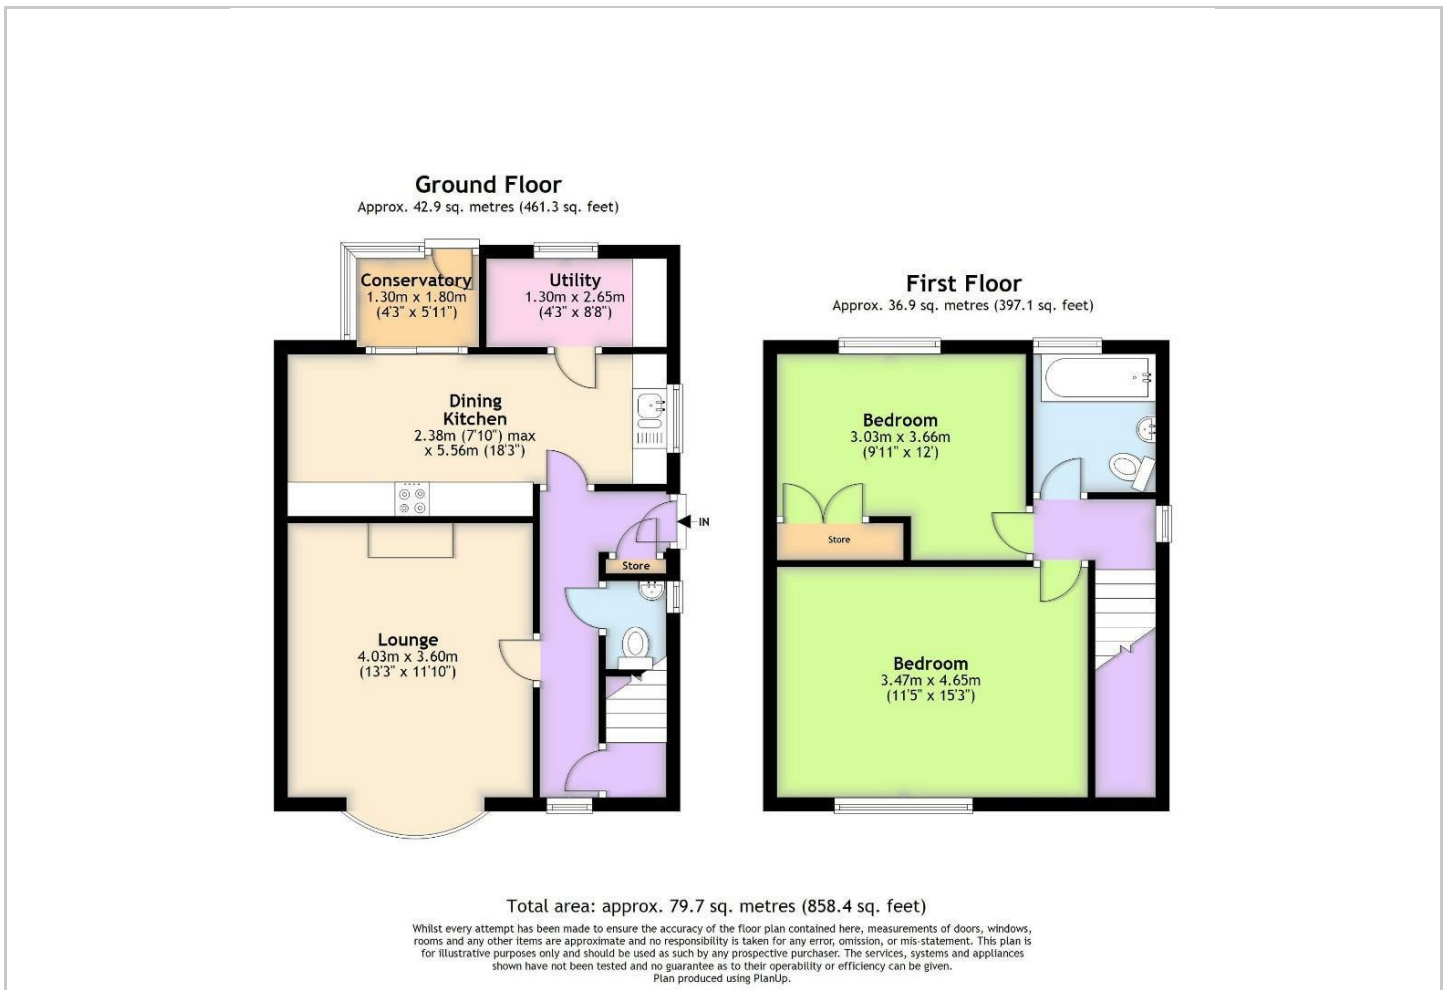 Ground Floor
Approx. 42.9 sq. metres (461.3 sq. feet)
Conservatory
1.30m x 1.80m
(4'3" x 5'11")
Utility
1.30m x 2.65m
(4'3" x 8'8")
Dining
Kitchen
2.38m (7'10") max
x 5.56m (18'3")
IN
Store
Lounge
4.03m x 3.60m
(13'3" x 11'10")
First Floor
Approx. 36.9 sq. metres (397.1 sq. feet)
Bedroom
3.03m x 3.66m
(9'11" x 12')
Store
Bedroom
3.47m x 4.65m
(11'5" x 15'3")
Total area: approx. 79.7 sq. metres (858.4 sq. feet)
Whilst every attempt has been made to ensure the accuracy of the floor plan contained here, measurements of doors, windows,
rooms and any other items are approximate and no responsibility is taken for any error, omission, or mis-statement. This plan is
for illustrative purposes only and should be used as such by any prospective purchaser. The services, systems and appliances
shown have not been tested and no guarantee as to their operability or efficiency can be given.
Plan produced using PlanUp.